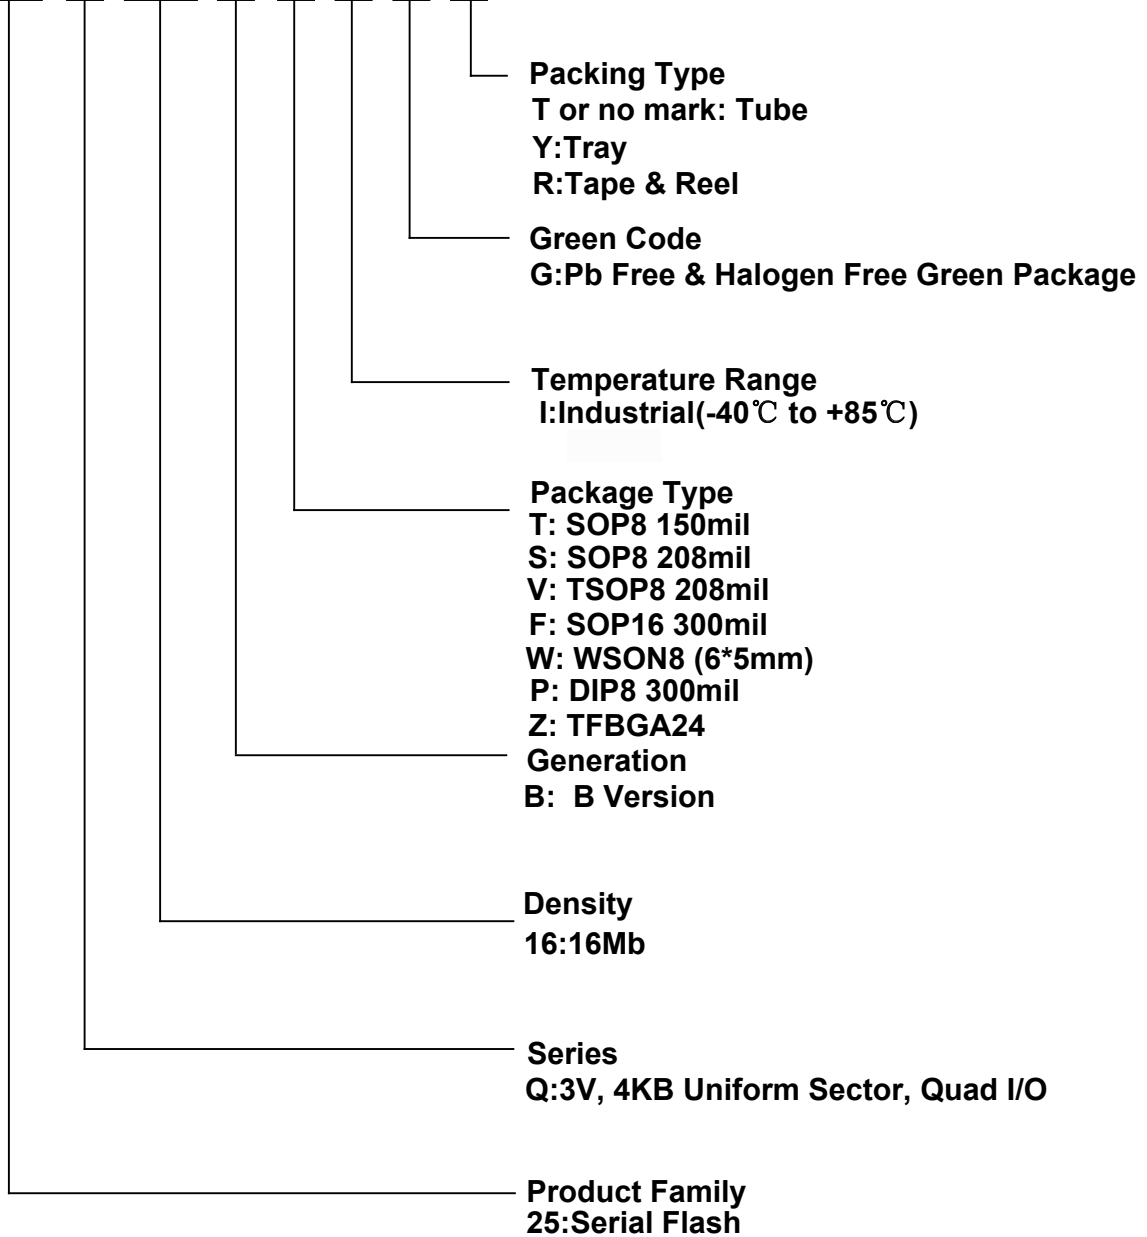 Packing Type
T or no mark: Tube
Y:Tray
R:Tape & Reel
Green Code
G:Pb Free & Halogen Free Green Package
Temperature Range
I:Industrial(-40℃ to +85℃)
Package Type
T: SOP8 150mil
S: SOP8 208mil
V: TSOP8 208mil
F: SOP16 300mil
W: WSON8 (6*5mm)
P: DIP8 300mil
Z: TFBGA24
Generation
B: B Version
Density
16:16Mb
Series
Q:3V, 4KB Uniform Sector, Quad I/O
Product Family
25:Serial Flash